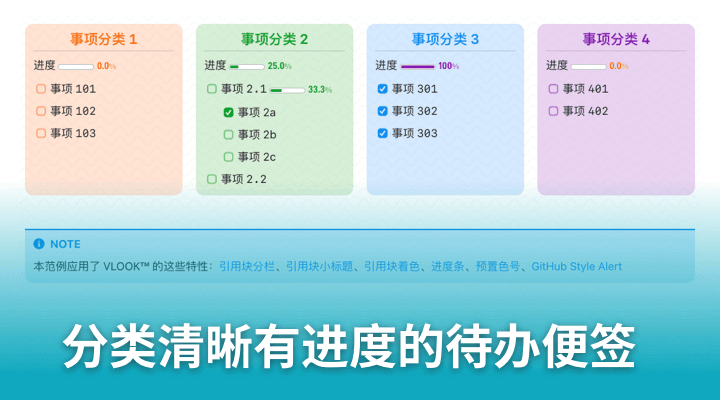 事项分类 1
进度 0.0%
事项 101
事项 102
事项 103
事项分类 2
进度 25.0%
事项 2.1 33.3%
事项 2a
事项 2b
事项 2c
事项 2.2
事项分类 3
进度 100%
事项 301
事项 302
事项 303
事项分类 4
进度 0.0%
事项 401
事项 402
NOTE
本范例应用了 VLOOK™ 的这些特性：引用块分栏、引用块小标题、引用块着色、进度条、预置色号、GitHub Style Alert
分类清晰有进度的待办便签